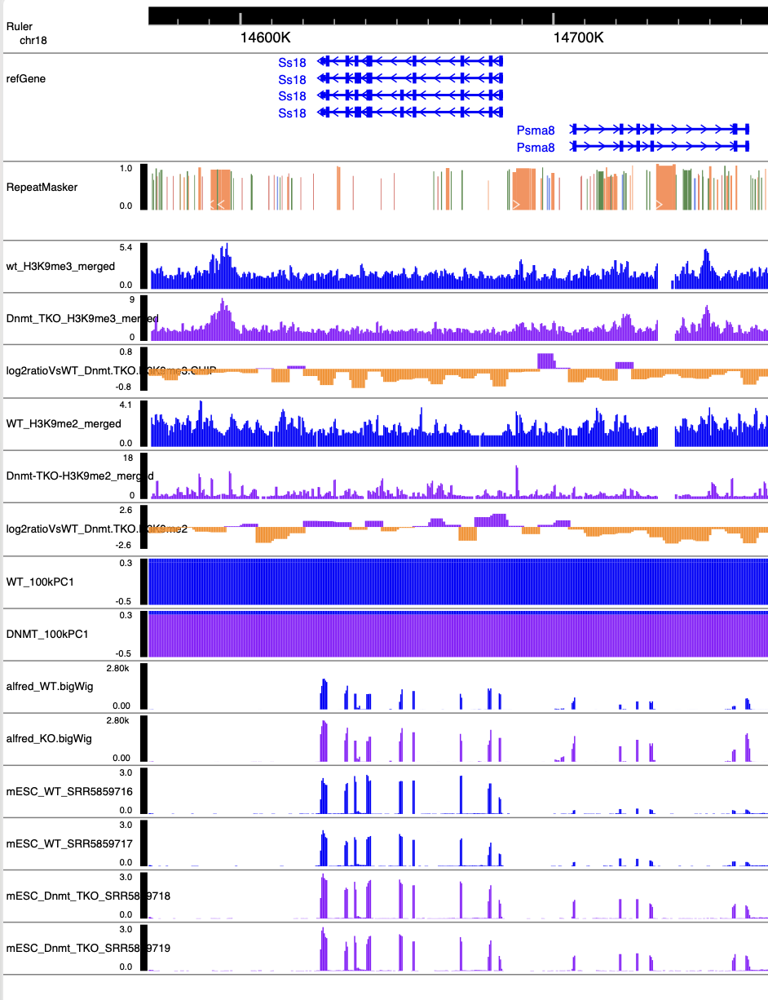 Ruler
chr18
14600K 14700K
refGene
Ss18
Ss18
Ss18
Ss18
Psma8
Psma8
RepeatMasker
1.0
0.0
wt_H3K9me3_merged
5.4
0.0
Dnmt_TKO_H3K9me3_merged
9
0
log2ratioVsWT_Dnmt.TKO.H3K9me3.CHIP
0.8
-0.8
WT_H3K9me2_merged
4.1
0.0
Dnmt-TKO-H3K9me2_merged
18
0
log2ratioVsWT_Dnmt.TKO.H3K9me2
2.6
-2.6
WT_100kPC1
0.3
-0.5
DNMT_100kPC1
0.3
-0.5
alfred_WT.bigWig
2.80k
0.00
alfred_KO.bigWig
2.80k
0.00
mESC_WT_SRR5859716
3.0
0.0
mESC_WT_SRR5859717
3.0
0.0
mESC_Dnmt_TKO_SRR5859718
3.0
0.0
mESC_Dnmt_TKO_SRR5859719
3.0
0.0